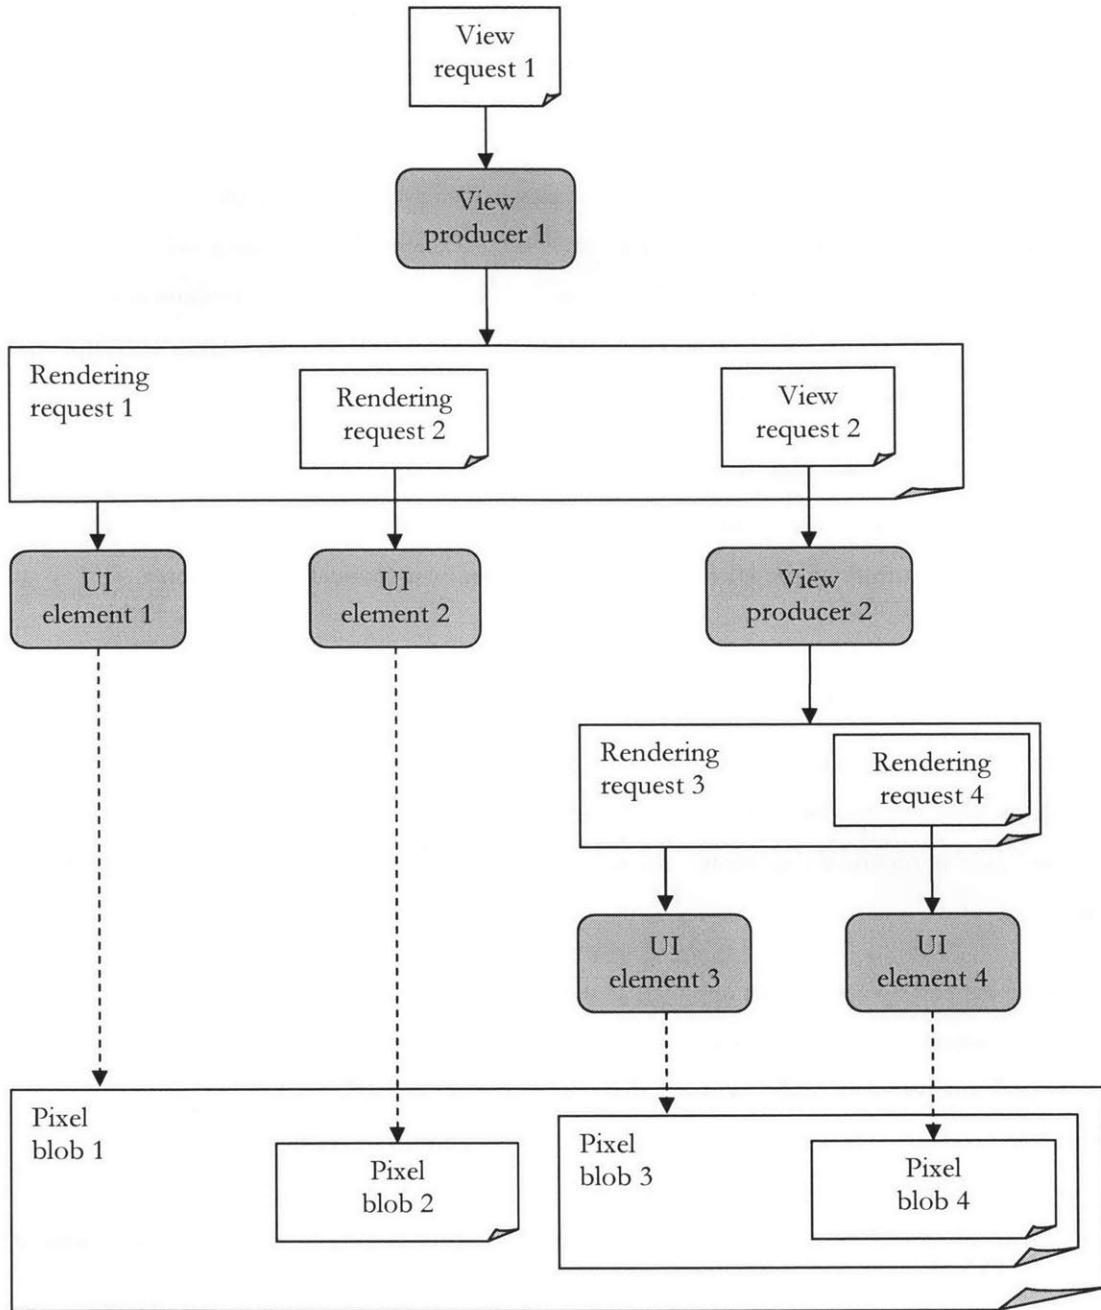 View
request 1
View
producer 1
Rendering
request 1
Rendering
request 2
View
request 2
UI
element 1
UI
element 2
View
producer 2
Rendering
request 3
Rendering
request 4
UI
element 3
UI
element 4
Pixel
blob 1
Pixel
blob 2
Pixel
blob 3
Pixel
blob 4